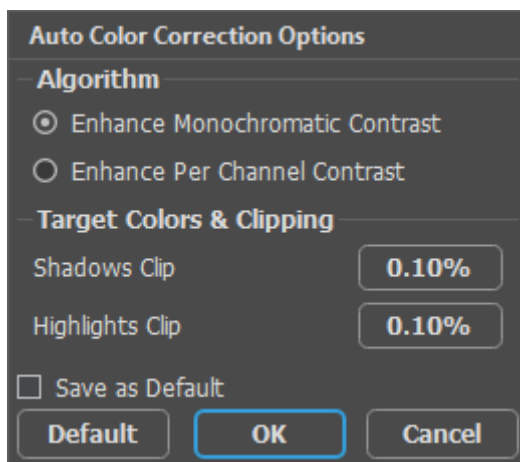 Auto Color Correction Options
Algorithm
Enhance Monochromatic Contrast
Enhance Per Channel Contrast
Target Colors & Clipping
Shadows Clip 0.10%
Highlights Clip 0.10%
Save as Default
Default OK Cancel